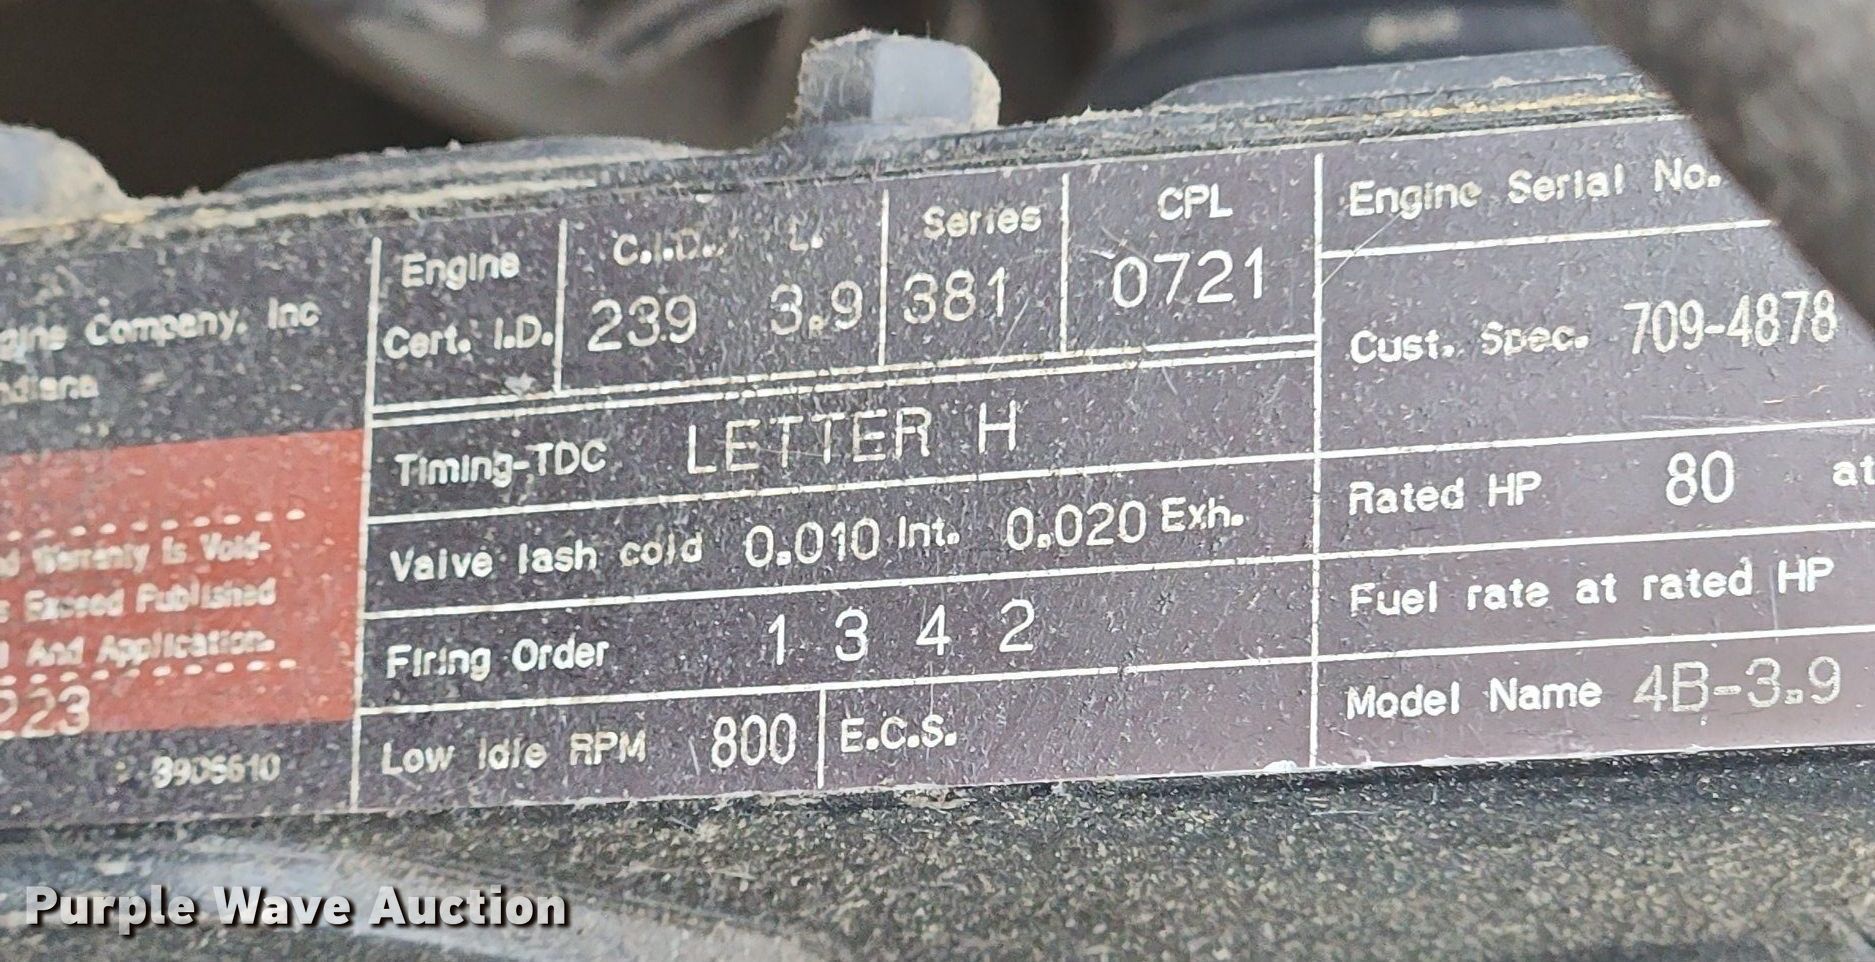 Company, Inc
Engine
Cert. I.D.
C.I.D./ L.
239 3.9
Series
381
CPL
0721
Engine Serial No.
Cust. Spec. 709-4878
Timing-TDC LETTER H
Rated HP 80 at
Valve lash cold 0.010 Int. 0.020 Exh.
Fuel rate at rated HP
Firing Order 1 3 4 2
Model Name 4B-3.9
Low Idle RPM 800
E.C.S.
Warranty Is Void
Exceed Published
And Application.
223
3906610
Purple Wave Auction